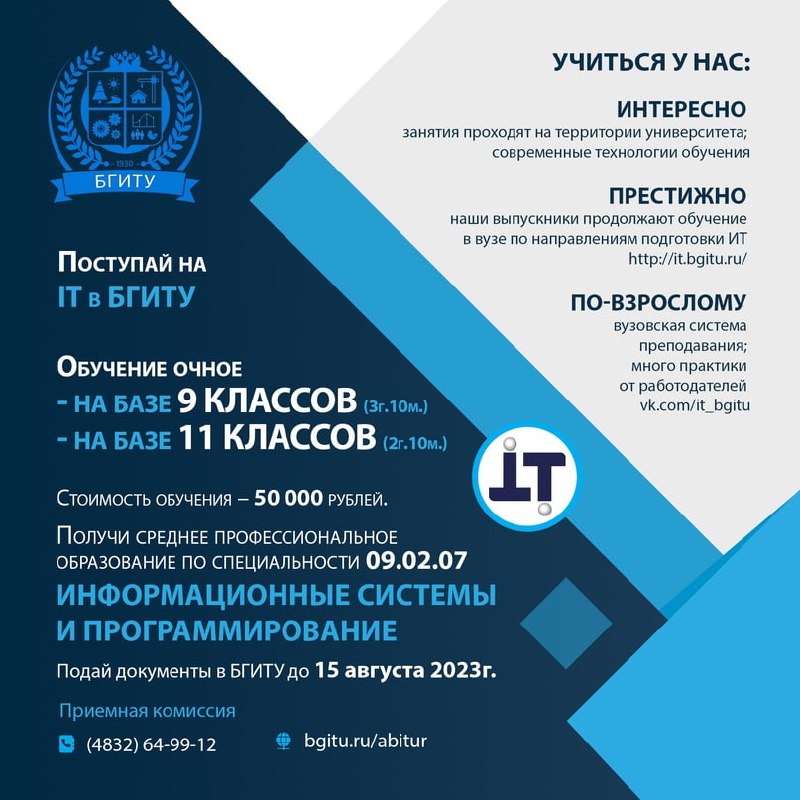 - 1930 -
БГИТУ
Поступай на
IT в БГИТУ
Обучение очное
- на базе 9 классов (3г.10м.)
- на базе 11 классов (2г.10м.)
Стоимость обучения – 50 000 рублей.
Получи среднее профессиональное
образование по специальности 09.02.07
ИНФОРМАЦИОННЫЕ СИСТЕМЫ
И ПРОГРАММИРОВАНИЕ
Подай документы в БГИТУ до 15 августа 2023г.
Приемная комиссия
(4832) 64-99-12
bgitu.ru/abitur
УЧИТЬСЯ У НАС:
ИНТЕРЕСНО
занятия проходят на территории университета;
современные технологии обучения
ПРЕСТИЖНО
наши выпускники продолжают обучение
в вузе по направлениям подготовки ИТ
http://it.bgitu.ru/
ПО-ВЗРОСЛОМУ
вузовская система
преподавания;
много практики
от работодателей
vk.com/it_bgitu
iT